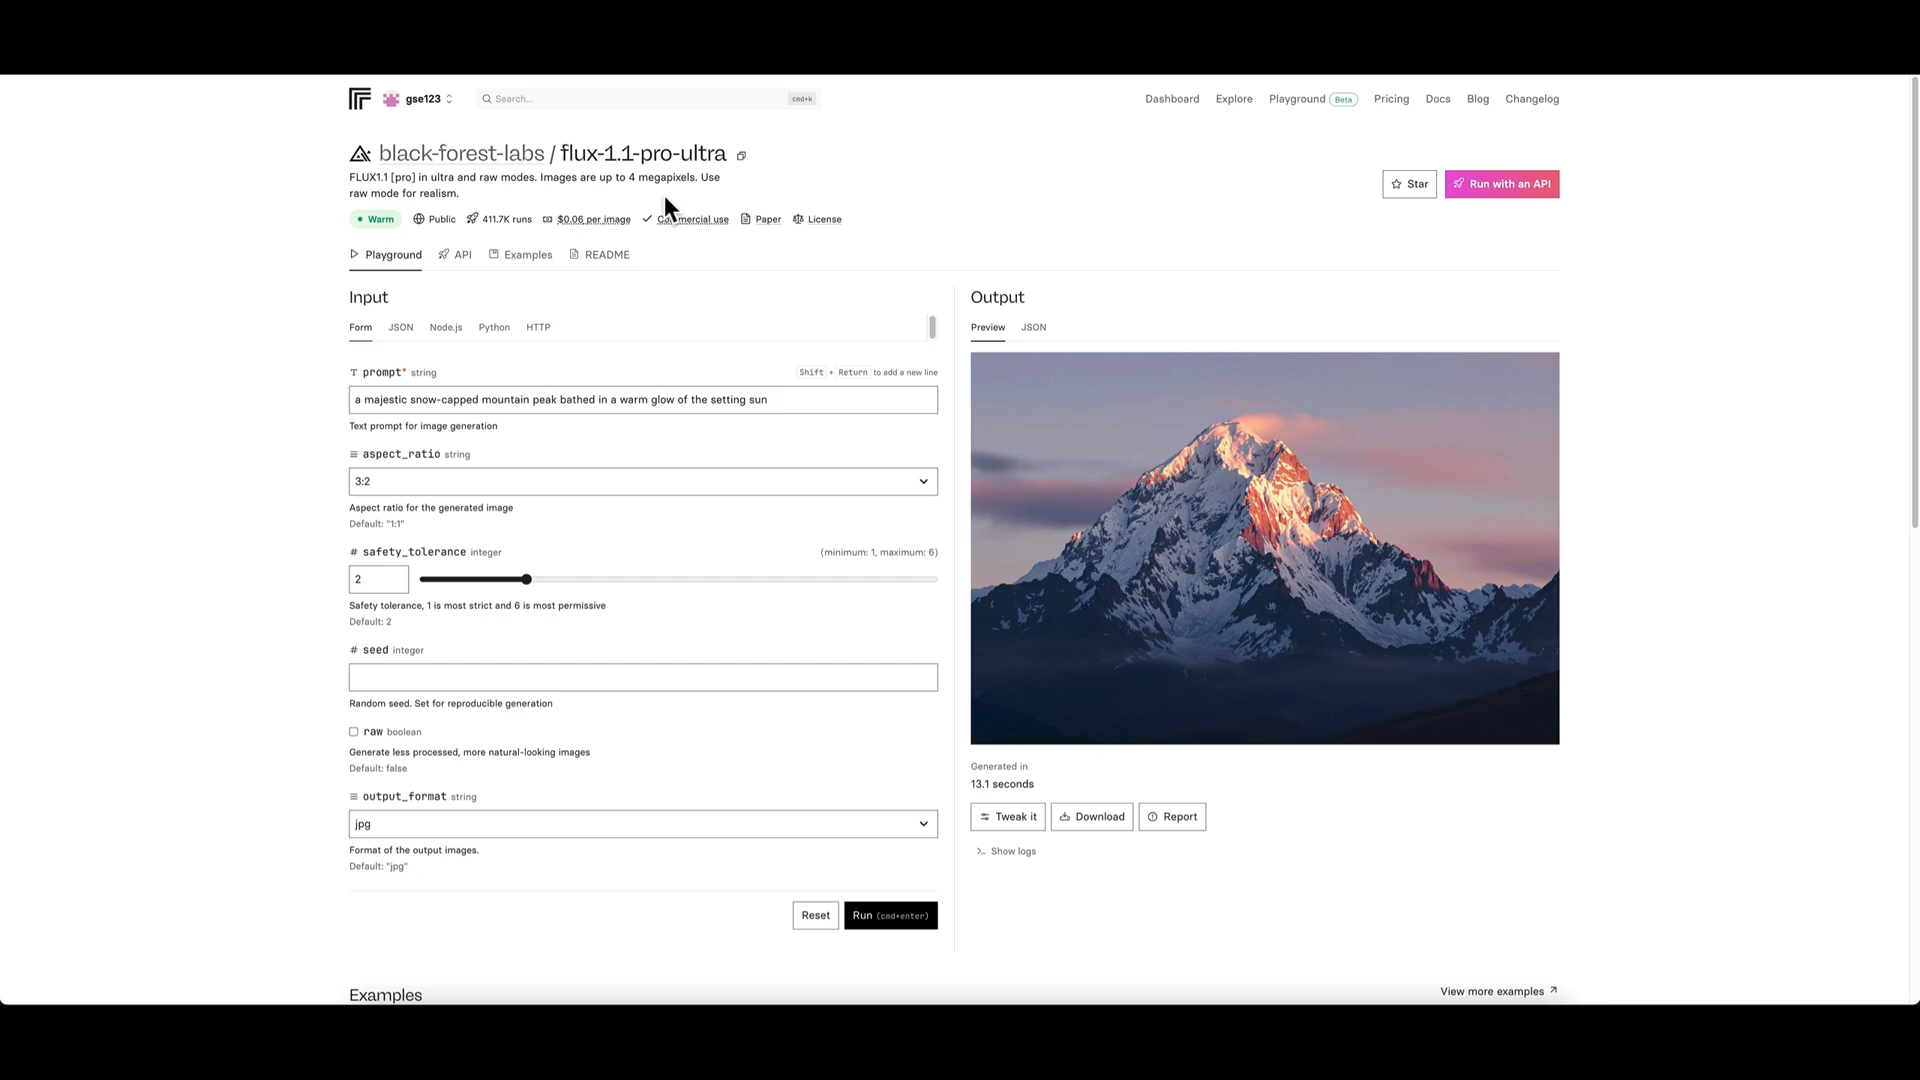 gse123
Search...
cmd+k
Dashboard
Explore
Playground Beta
Pricing
Docs
Blog
Changelog
black-forest-labs / flux-1.1-pro-ultra
FLUX1.1 [pro] in ultra and raw modes. Images are up to 4 megapixels. Use
raw mode for realism.
Star
Run with an API
Warm
Public
411.7K runs
$0.06 per image
Commercial use
Paper
License
Playground
API
Examples
README
Input
Form
JSON
Node.js
Python
HTTP
prompt* string
Shift + Return to add a new line
a majestic snow-capped mountain peak bathed in a warm glow of the setting sun
Text prompt for image generation
aspect_ratio string
3:2
Aspect ratio for the generated image
Default: "1:1"
# safety_tolerance integer
(minimum: 1, maximum: 6)
2
Safety tolerance, 1 is most strict and 6 is most permissive
Default: 2
# seed integer
Random seed. Set for reproducible generation
raw boolean
Generate less processed, more natural-looking images
Default: false
output_format string
jpg
Format of the output images.
Default: "jpg"
Reset
Run (cmd+enter)
Output
Preview
JSON
Generated in
13.1 seconds
Tweak it
Download
Report
Show logs
Examples
View more examples